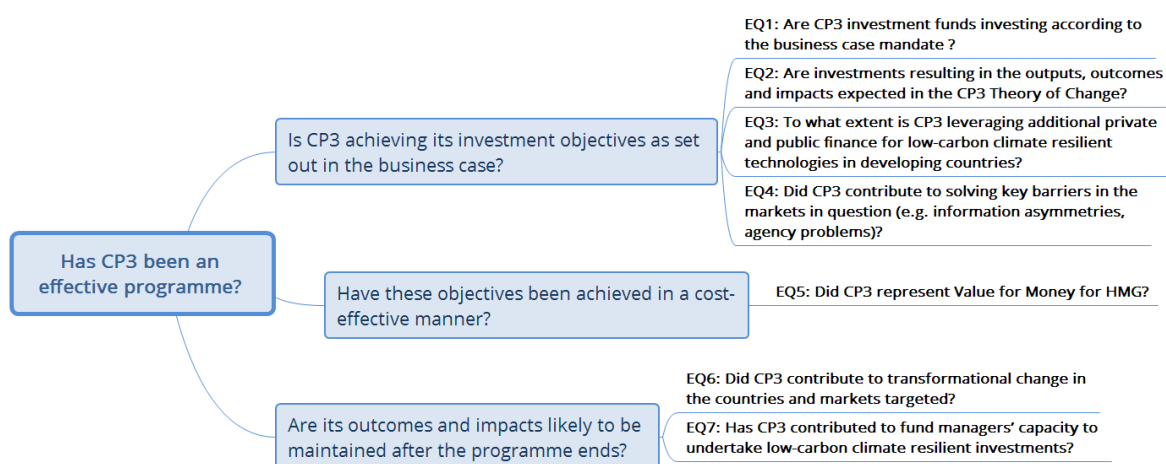 Has CP3 been an
effective programme?
Is CP3 achieving its investment objectives as set
out in the business case?
EQ1: Are CP3 investment funds investing according to
the business case mandate ?
EQ2: Are investments resulting in the outputs, outcomes
and impacts expected in the CP3 Theory of Change?
EQ3: To what extent is CP3 leveraging additional private
and public finance for low-carbon climate resilient
technologies in developing countries?
EQ4: Did CP3 contribute to solving key barriers in the
markets in question (e.g. information asymmetries,
agency problems)?
Have these objectives been achieved in a cost-
effective manner?
EQ5: Did CP3 represent Value for Money for HMG?
Are its outcomes and impacts likely to be
maintained after the programme ends?
EQ6: Did CP3 contribute to transformational change in
the countries and markets targeted?
EQ7: Has CP3 contributed to fund managers’ capacity to
undertake low-carbon climate resilient investments?